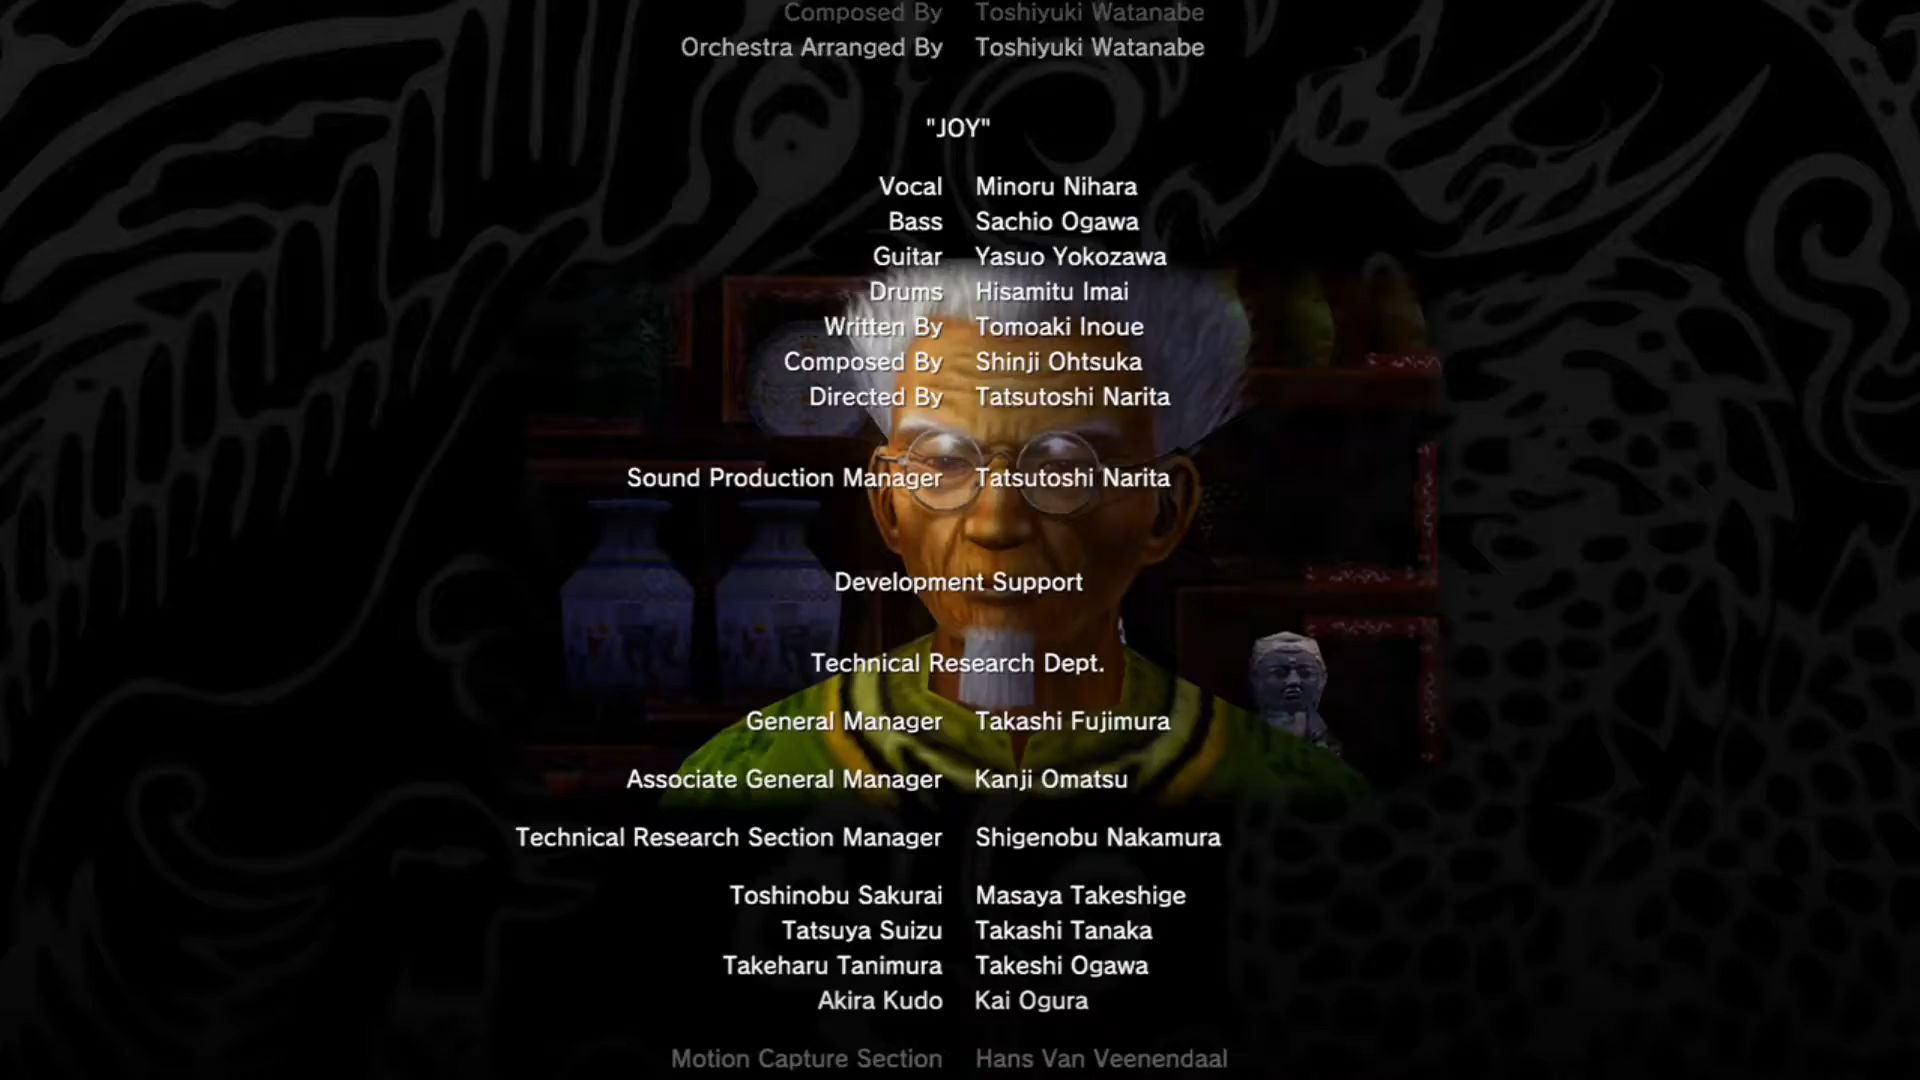 Composed By Toshiyuki Watanabe
Orchestra Arranged By Toshiyuki Watanabe
"JOY"
Vocal Minoru Nihara
Bass Sachio Ogawa
Guitar Yasuo Yokozawa
Drums Hisamitu Imai
Written By Tomoaki Inoue
Composed By Shinji Ohtsuka
Directed By Tatsutoshi Narita
Sound Production Manager Tatsutoshi Narita
Development Support
Technical Research Dept.
General Manager Takashi Fujimura
Associate General Manager Kanji Omatsu
Technical Research Section Manager Shigenobu Nakamura
Toshinobu Sakurai Masaya Takeshige
Tatsuya Suizu Takashi Tanaka
Takeharu Tanimura Takeshi Ogawa
Akira Kudo Kai Ogura
Motion Capture Section Hans Van Veenendaal